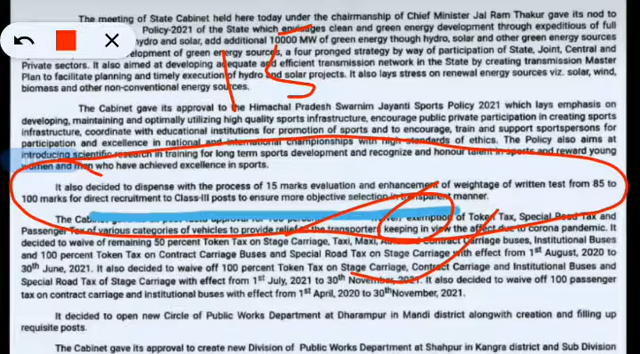 The meeting of State Cabinet held here today under the chairmanship of Chief Minister Jai Ram Thakur gave its nod to
Policy-2021 of the State which envisages clean and green energy development through expeditious of full
hydro and solar, add additional 10000 MW of green energy though hydro, solar and other green energy sources
development of green energy sources, a four pronged strategy by way of participation of State, Joint, Central and
Private sectors. It also aimed at developing adequate and efficient transmission network in the State by creating transmission Master
Plan to facilitate planning and timely execution of hydro and solar projects. It also lays stress on renewal energy sources viz. solar, wind,
biomass and other non-conventional energy sources.
15
The Cabinet gave its approval to the Himachal Pradesh Swarnim Jayanti Sports Policy 2021 which lays emphasis on
developing, maintaining and optimally utilizing high quality sports infrastructure, encourage public private participation in creating sports
infrastructure, coordinate with educational institutions for promotion of sports and to encourage, train and support sportspersons for
participation and excellence in national and international championships with high standards of ethics. The Policy also aims at
introducing scientific research in training for long term sports development and recognize and honour talent in sports and reward young
women and men who have achieved excellence in sports.
It also decided to dispense with the process of 15 marks evaluation and enhancement of weightage of written test from 85 to
100 marks for direct recruitment to Class-III posts to ensure more objective selection in transparent manner.
The Cabinet exemption of Token Tax, Special Road Tax and
Passenger Tax of various categories of vehicles to provide relief to the transporters keeping in view the affect due to corona pandemic. It
decided to waive of remaining 50 percent Token Tax on Stage Carriage, Taxi, Maxi, Contract Carriage buses, Institutional Buses
and 100 percent Token Tax on Contract Carriage Buses and Special Road Tax on Stage Carriage with effect from 1st August, 2020 to
30th June, 2021. It also decided to waive off 100 percent Token Tax on Stage Carriage, Contract Carriage and Institutional Buses and
Special Road Tax of Stage Carriage with effect from 1st July, 2021 to 30th November, 2021. It also decided to waive off 100 passenger
tax on contract carriage and institutional buses with effect from 1st April, 2020 to 30thNovember, 2021.
It decided to open new Circle of Public Works Department at Dharampur in Mandi district alongwith creation and filling up
requisite posts.
The Cabinet gave its approval to create new Division of Public Works Department at Shahpur in Kangra district and Sub Division